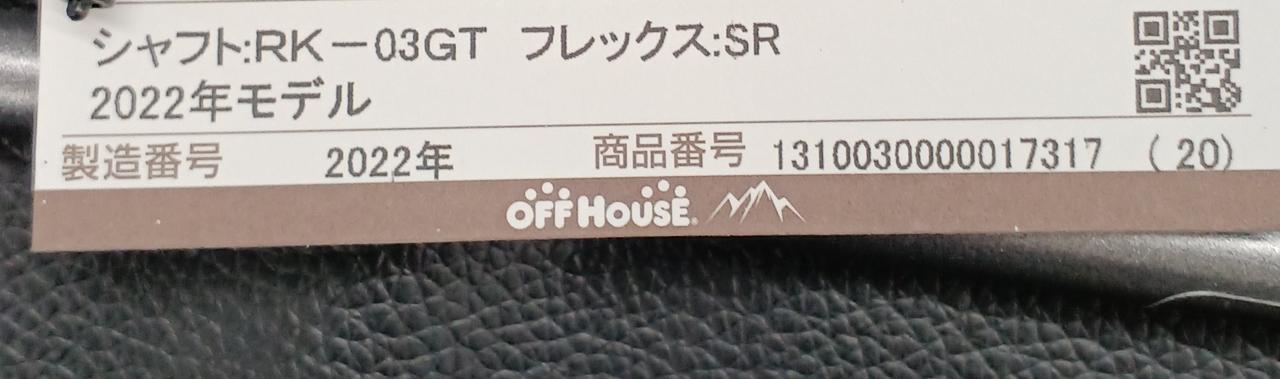 シャフト:RK－03GT フレックス:SR
2022年モデル
製造番号 2022年 商品番号 1310030000017317 (20)
OFF HOUSE